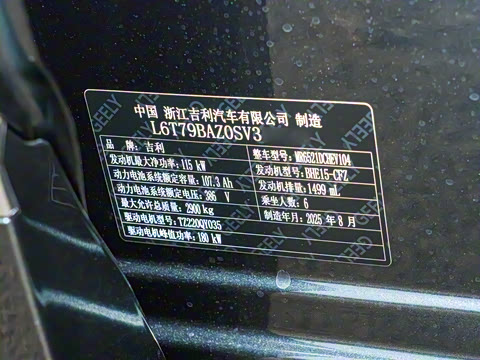 中国 浙江吉利汽车有限公司 制造
L6T79BAZ0SV3
品 牌：吉利 整车型号：MR6521DCHEV104
发动机最大净功率：115 kW 发动机型号：BHE15-CFZ
动力电池系统额定容量：107.3 Ah 发动机排量：1499 mL
动力电池系统额定电压：386 V 乘坐人数：6
最大允许总质量：2900 kg 制造年月：2025 年 8 月
驱动电机型号：TZ220QY035
驱动电机峰值功率：180 kW
GEELY